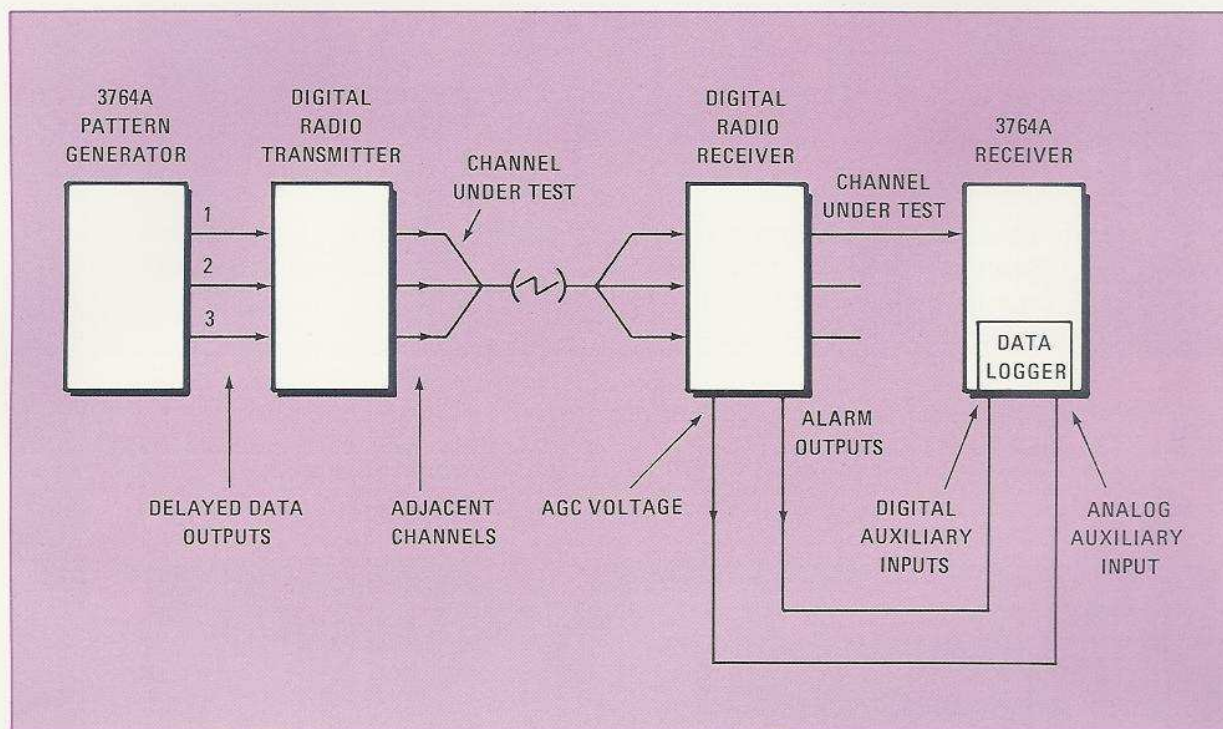 3764A
PATTERN
GENERATOR
DIGITAL
RADIO
TRANSMITTER
CHANNEL
UNDER TEST
DIGITAL
RADIO
RECEIVER
CHANNEL
UNDER TEST
3764A
RECEIVER
1
2
3
DATA
LOGGER
DELAYED DATA
OUTPUTS
ADJACENT
CHANNELS
AGC VOLTAGE
ALARM
OUTPUTS
DIGITAL
AUXILIARY
INPUTS
ANALOG
AUXILIARY
INPUT